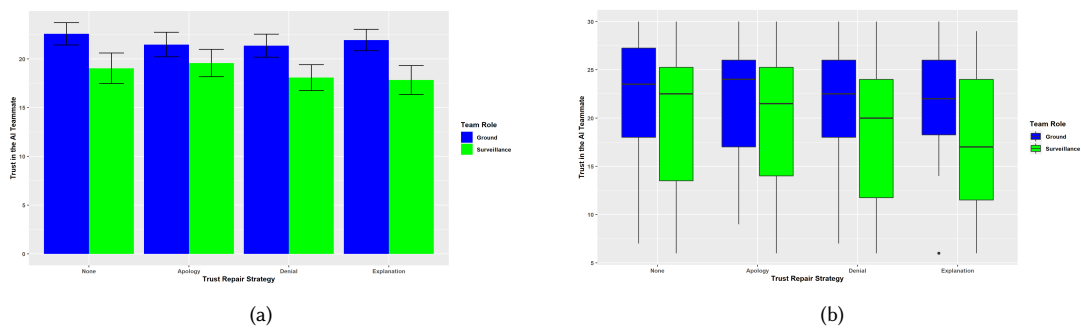 Trust in the AI Teammate
20
15
10
5
0
None
Apology
Denial
Explanation
Trust Repair Strategy
Team Role
Ground
Surveillance
(a)
Trust in the AI Teammate
30
25
20
15
10
5
None
Apology
Denial
Explanation
Trust Repair Strategy
Team Role
Ground
Surveillance
(b)